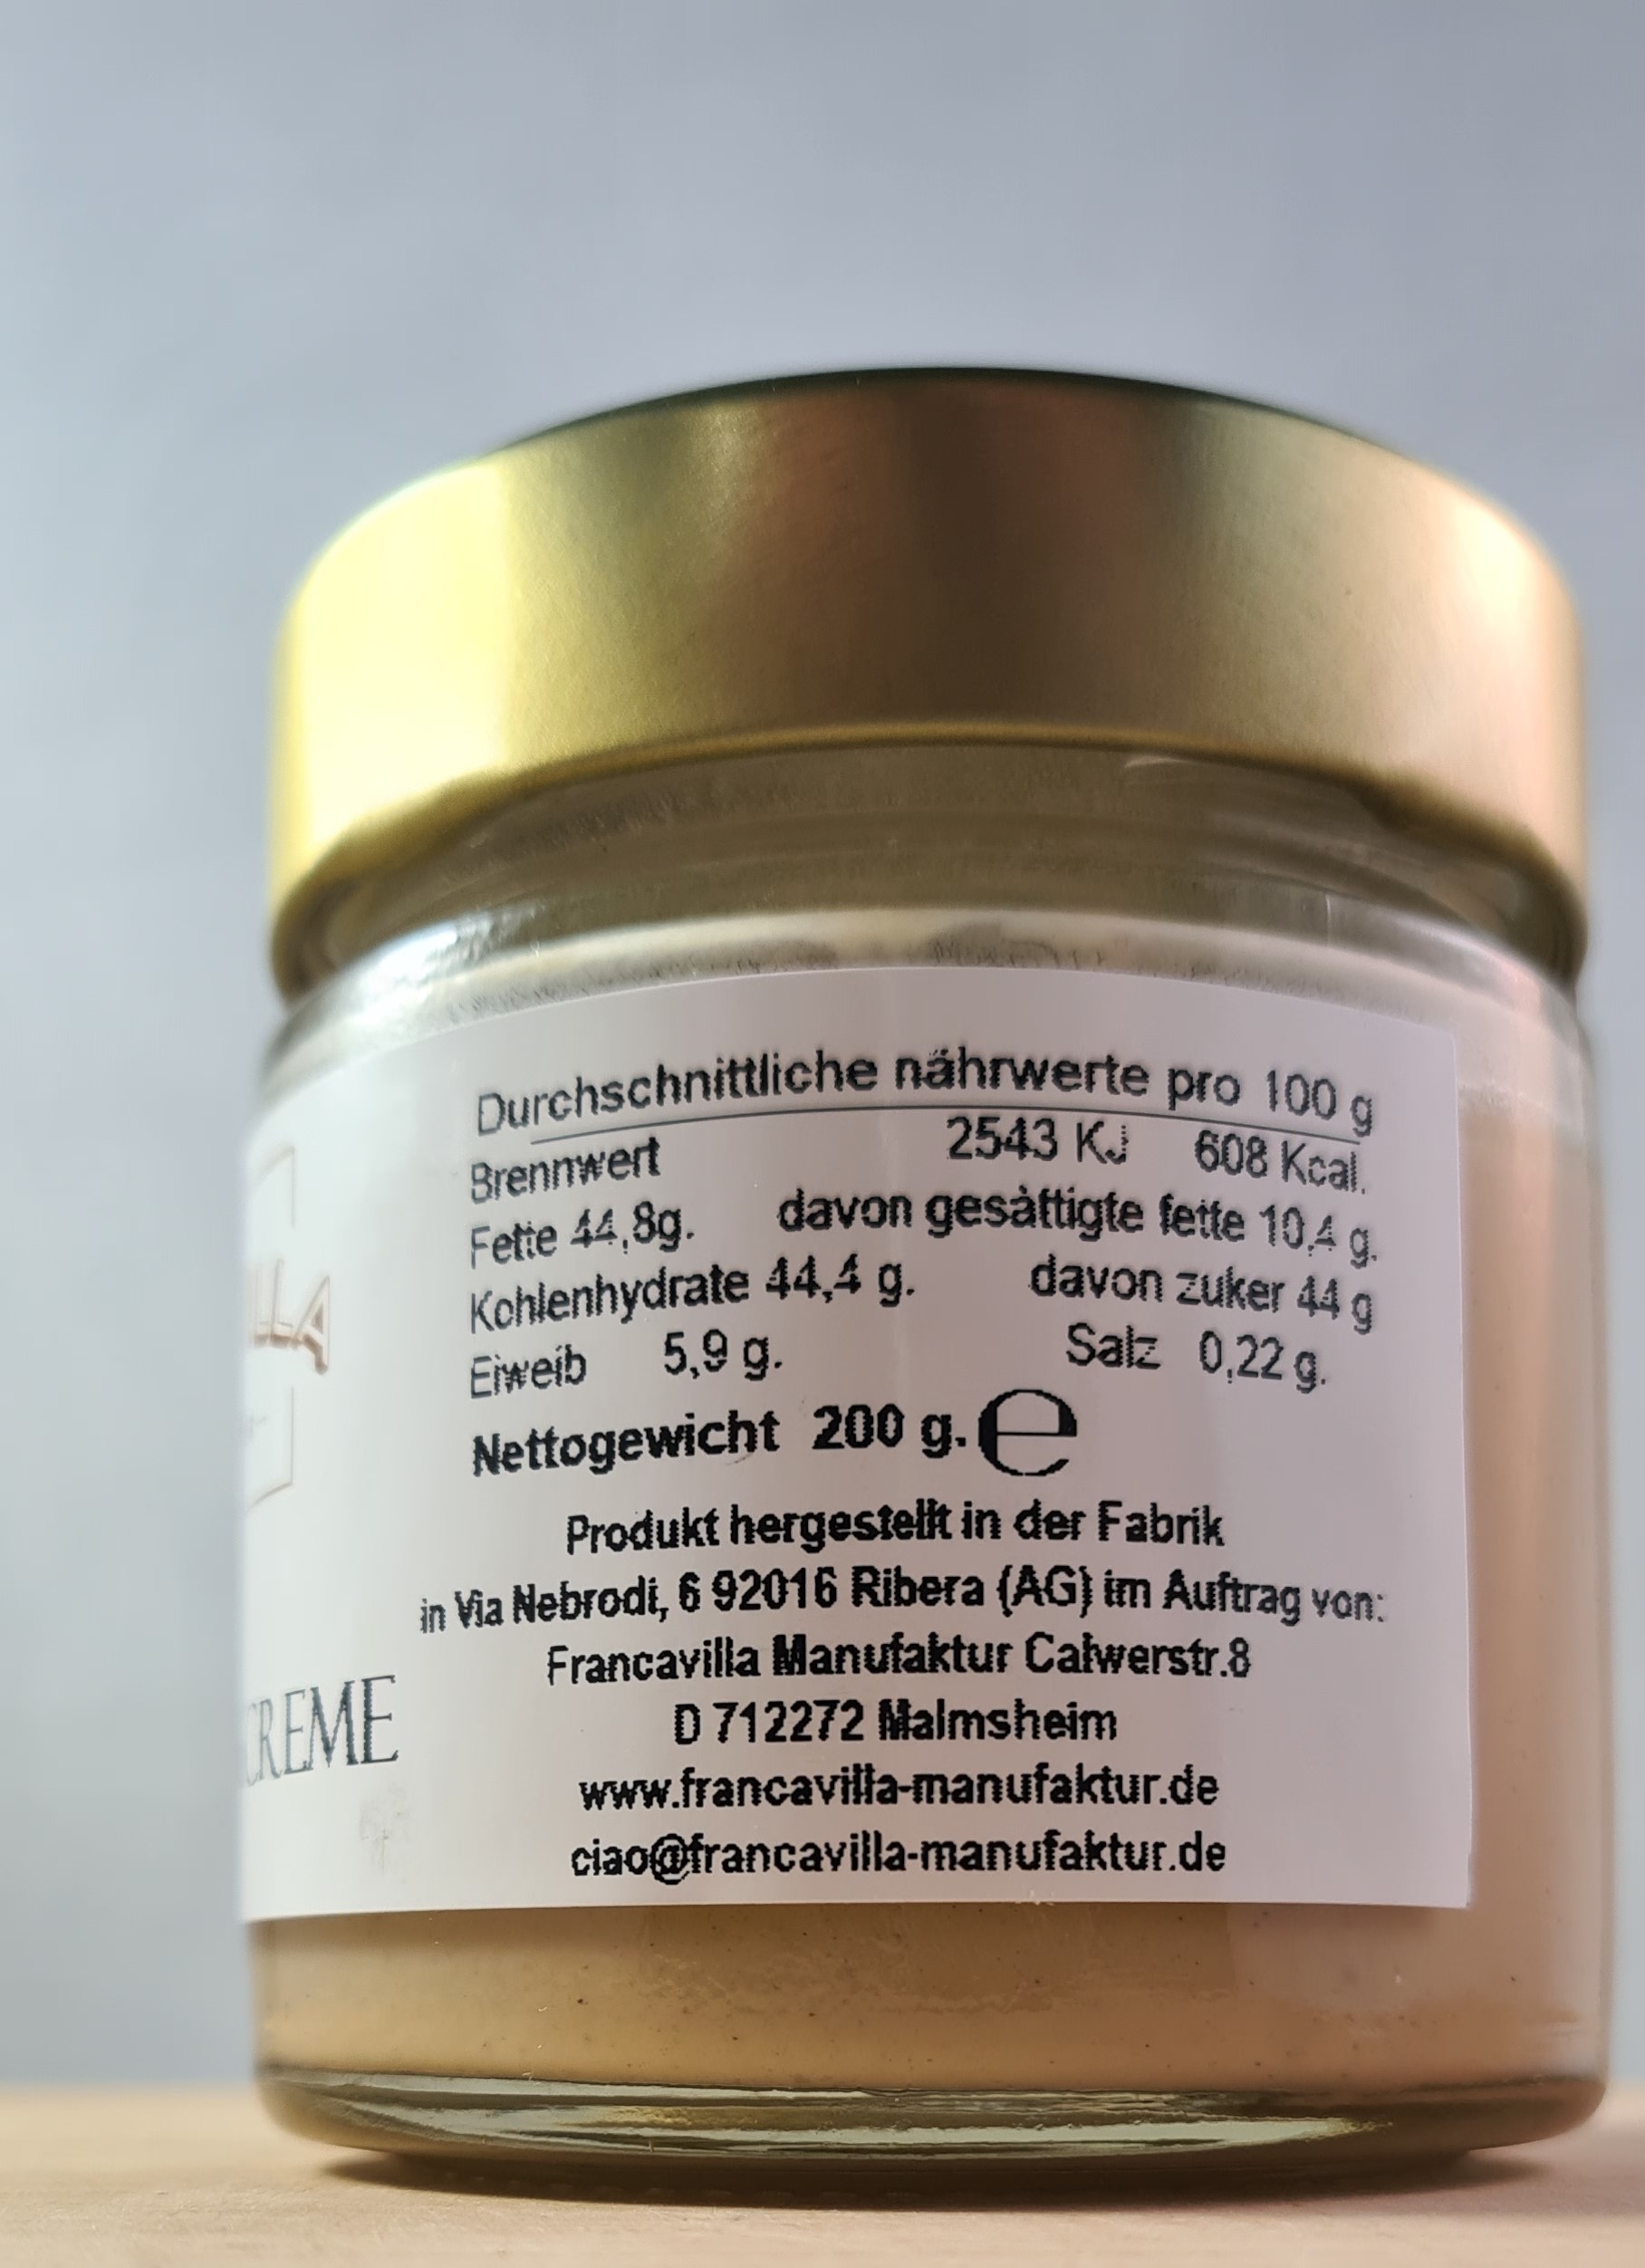 ILLA
CREME
Durchschnittliche nährwerte pro 100 g
Brennwert 2543 KJ 608 Kcal.
Fette 44,8g. davon gesättigte fette 10,4 g.
Kohlenhydrate 44,4 g. davon zuker 44 g
Eiweib 5,9 g. Salz 0,22 g.
Nettogewicht 200 g. e
Produkt hergestellt in der Fabrik
in Via Nebrodi, 6 92016 Ribera (AG) im Auftrag von:
Francavilla Manufaktur Calwerstr.8
D 712272 Malmsheim
www.francavilla-manufaktur.de
ciao@francavilla-manufaktur.de